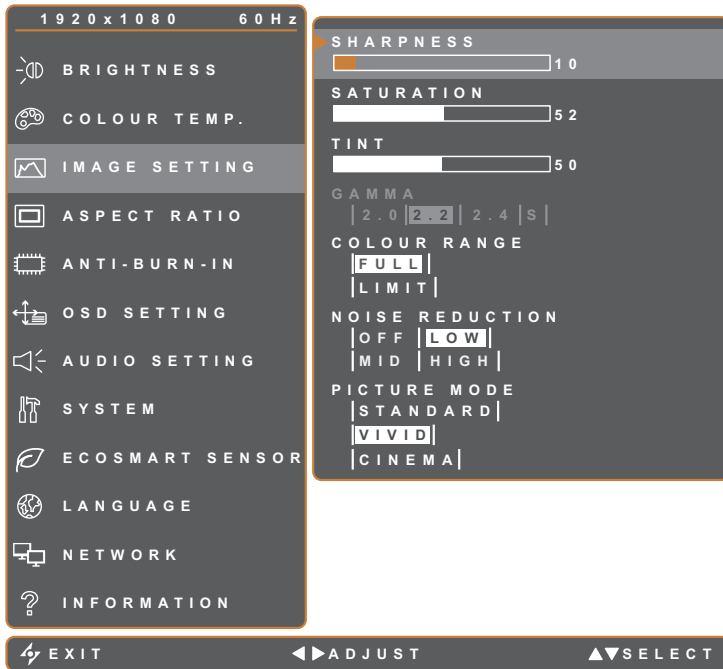 1920x1080 60Hz
BRIGHTNESS
COLOUR TEMP.
IMAGE SETTING
ASPECT RATIO
ANTI-BURN-IN
OSD SETTING
AUDIO SETTING
SYSTEM
ECOSMART SENSOR
LANGUAGE
NETWORK
INFORMATION
SHARPNESS
10
SATURATION
52
TINT
50
GAMMA
2.0 2.2 2.4 S
COLOUR RANGE
FULL
LIMIT
NOISE REDUCTION
OFF LOW
MID HIGH
PICTURE MODE
STANDARD
VIVID
CINEMA
EXIT ADJUST SELECT